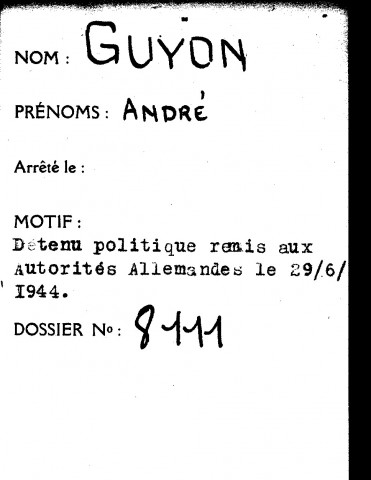 NOM : GUYON
PRÉNOMS : ANDRÉ
Arrêté le :
MOTIF :
Détenu politique remis aux
Autorités Allemandes le 29/6/
1944.
DOSSIER No : 8111